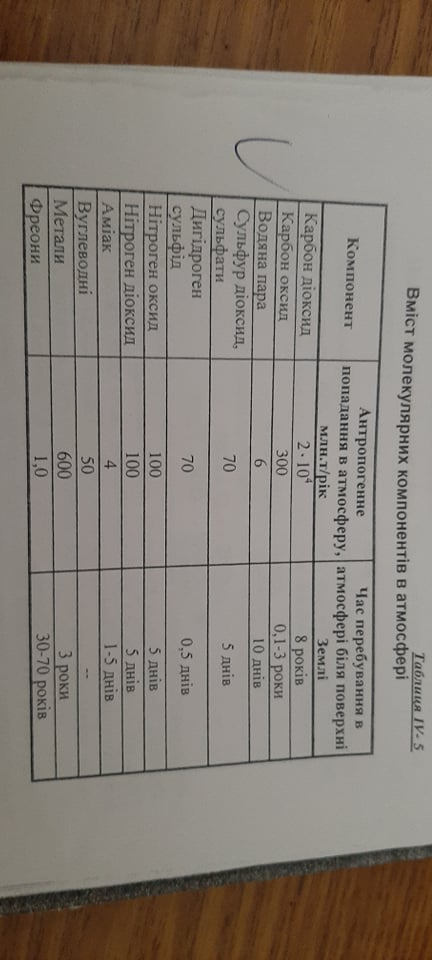 Таблиця IV- 5
Вміст молекулярних компонентів в атмосфері
Компонент
Антропогенне
попадання в атмосферу,
млн.т/рік
Час перебування в
атмосфері біля поверхні
Землі
Карбон діоксид 2 · 10⁴ 8 років
Карбон оксид 300 0,1-3 роки
Водяна пара 6 10 днів
Сульфур діоксид,
сульфати 70 5 днів
Дигідроген
сульфід 70 0,5 днів
Нітроген оксид 100 5 днів
Нітроген діоксид 100 5 днів
Аміак 4 1-5 днів
Вуглеводні 50 --
Метали 600 3 роки
Фреони 1,0 30-70 років